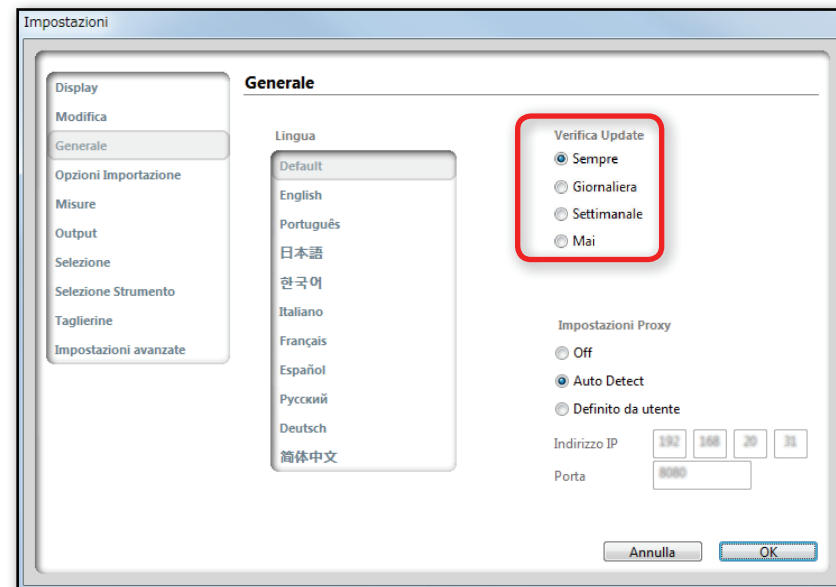 Impostazioni
Display
Modifica
Generale
Opzioni Importazione
Misure
Output
Selezione
Selezione Strumento
Taglierine
Impostazioni avanzate
Generale
Lingua
Default
English
Português
日本語
한국어
Italiano
Français
Español
Русский
Deutsch
简体中文
Verifica Update
Sempre
Giornaliera
Settimanale
Mai
Impostazioni Proxy
Off
Auto Detect
Definito da utente
Indirizzo IP
192 168 20 31
Porta
8080
Annulla
OK